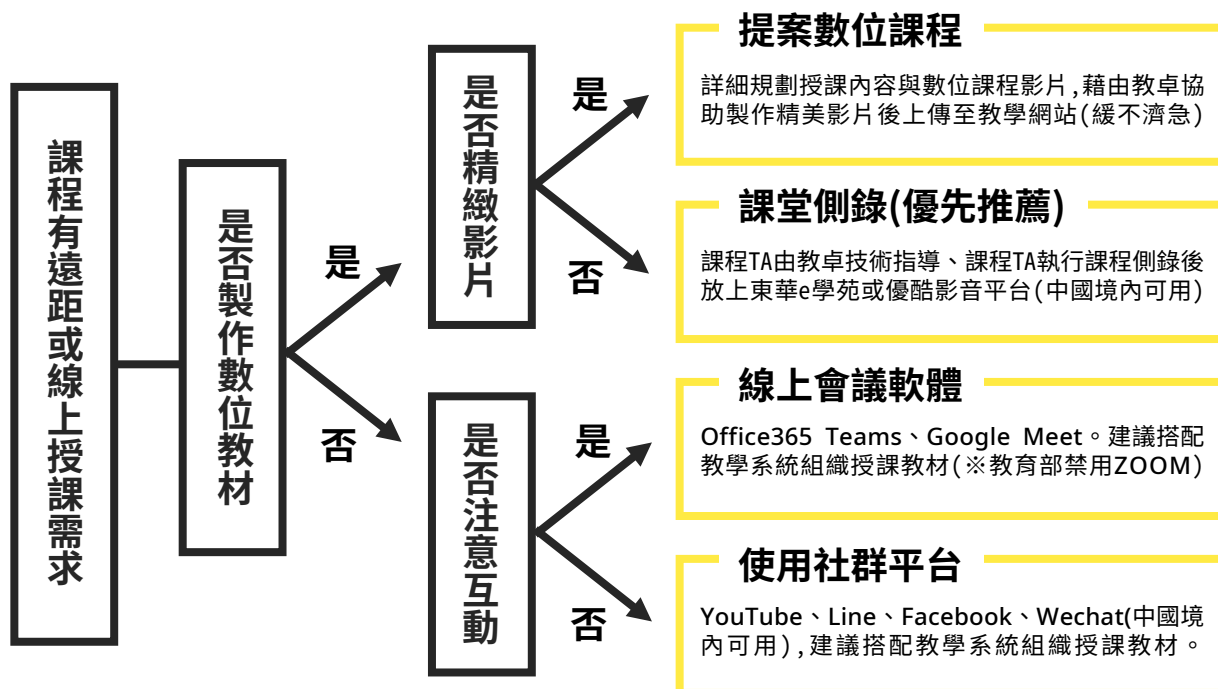 課程有遠距或線上授課需求
是否製作數位教材
是
否
是否精緻影片
是
否
是否注意互動
是
否
提案數位課程
詳細規劃授課內容與數位課程影片,藉由教卓協
助製作精美影片後上傳至教學網站(緩不濟急)
課堂側錄(優先推薦)
課程TA由教卓技術指導、課程TA執行課程側錄後
放上東華e學苑或優酷影音平台(中國境內可用)
線上會議軟體
Office365 Teams、Google Meet。建議搭配
教學系統組織授課教材(※教育部禁用ZOOM)
使用社群平台
YouTube、Line、Facebook、Wechat(中國境
內可用),建議搭配教學系統組織授課教材。